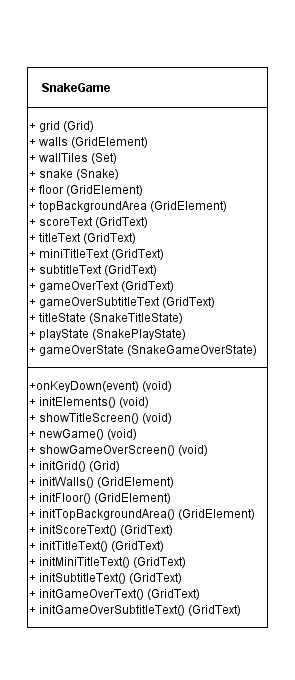 SnakeGame
+ grid (Grid)
+ walls (GridElement)
+ wallTiles (Set)
+ snake (Snake)
+ floor (GridElement)
+ topBackgroundArea (GridElement)
+ scoreText (GridText)
+ titleText (GridText)
+ miniTitleText (GridText)
+ subtitleText (GridText)
+ gameOverText (GridText)
+ gameOverSubtitleText (GridText)
+ titleState (SnakeTitleState)
+ playState (SnakePlayState)
+ gameOverState (SnakeGameOverState)
+onKeyDown(event) (void)
+ initElements() (void)
+ showTitleScreen() (void)
+ newGame() (void)
+ showGameOverScreen() (void)
+ initGrid() (Grid)
+ initWalls() (GridElement)
+ initFloor() (GridElement)
+ initTopBackgroundArea() (GridElement)
+ initScoreText() (GridText)
+ initTitleText() (GridText)
+ initMiniTitleText() (GridText)
+ initSubtitleText() (GridText)
+ initGameOverText() (GridText)
+ initGameOverSubtitleText() (GridText)